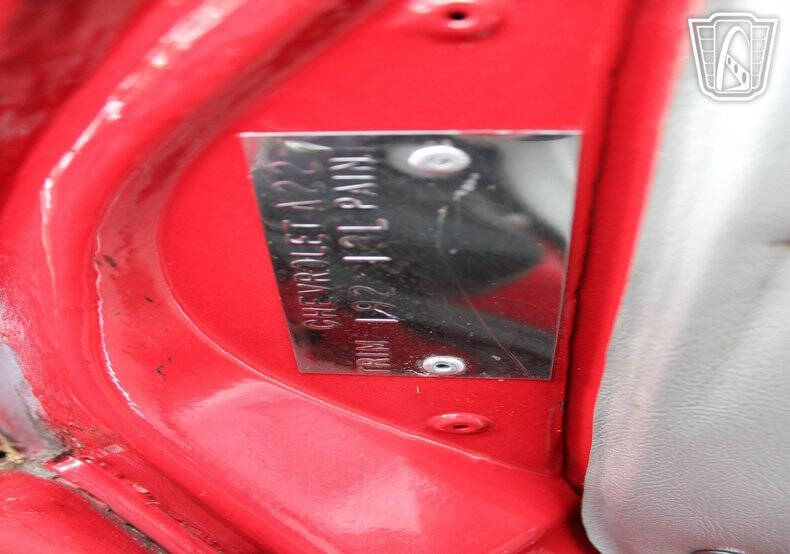 CHEVROLET A22
TRIM 192 12L PAINT